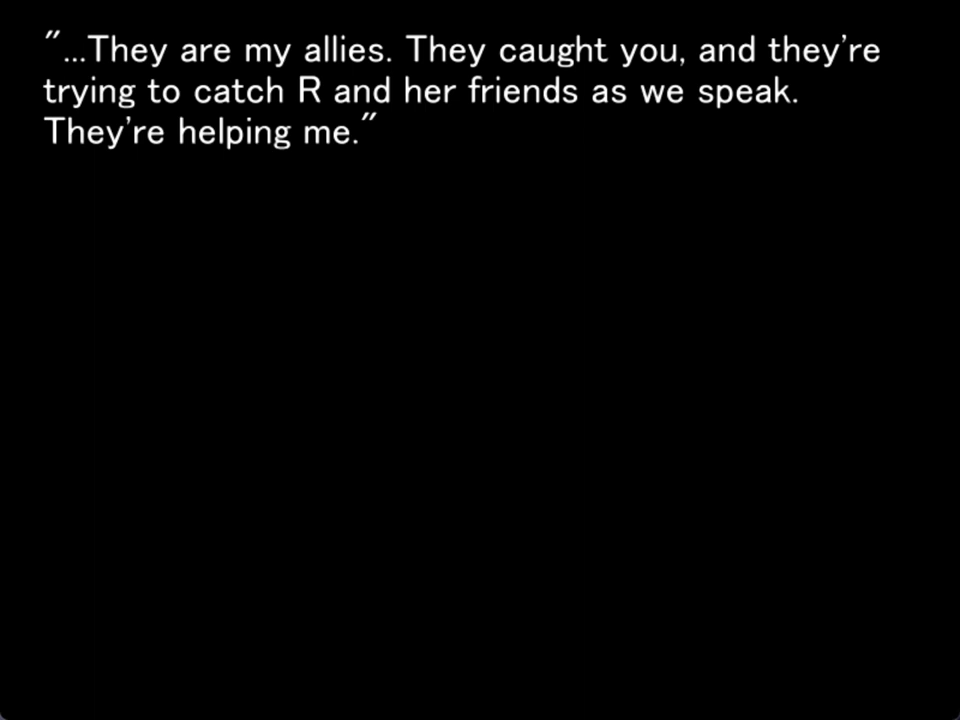 "...They are my allies. They caught you, and they're
trying to catch R and her friends as we speak.
They're helping me."